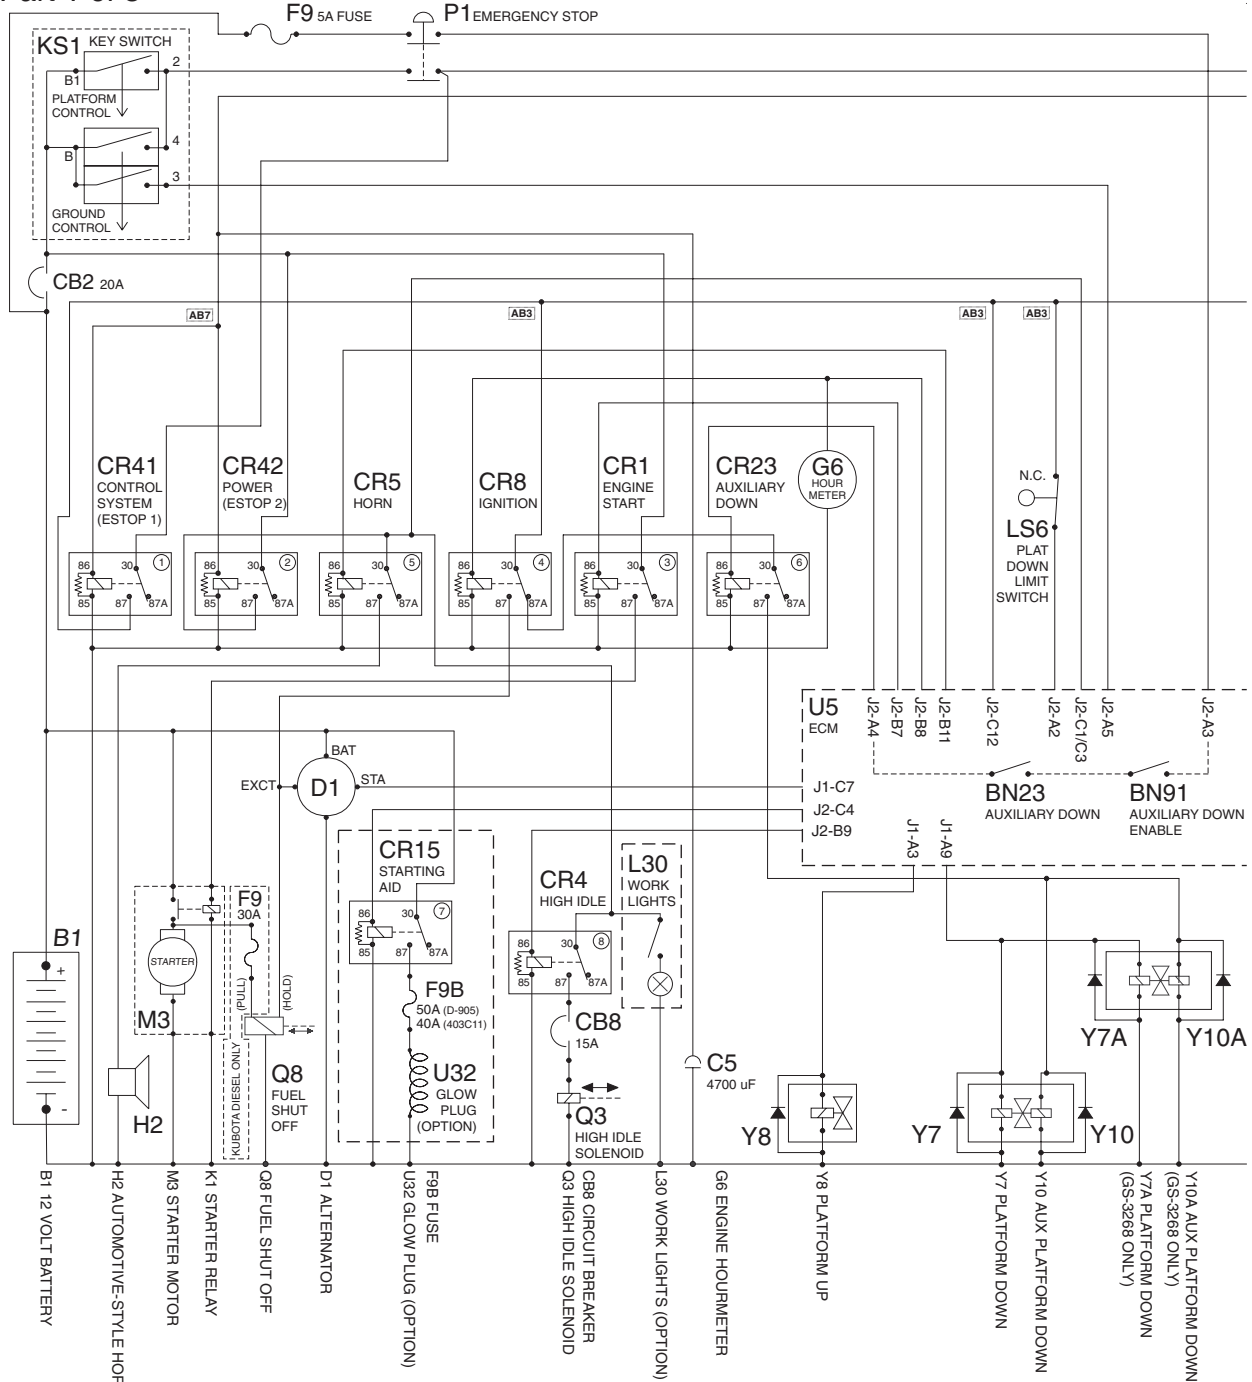 F9 5A FUSE
P1 EMERGENCY STOP
KS1 KEY SWITCH
2
B1
PLATFORM
CONTROL
4
B
3
GROUND
CONTROL
CB2 20A
AB7
AB3
AB3
AB3
CR41
CONTROL
SYSTEM
(ESTOP 1)
CR42
POWER
(ESTOP 2)
CR5
HORN
CR8
IGNITION
CR1
ENGINE
START
CR23
AUXILIARY
DOWN
G6
HOUR
METER
N.C.
LS6
PLAT
DOWN
LIMIT
SWITCH
86 30 1
85 87 87A
86 30 2
85 87 87A
86 30 5
85 87 87A
86 30 4
85 87 87A
86 30 3
85 87 87A
86 30 6
85 87 87A
U5
ECM
J2-A4
J2-B7
J2-B8
J2-B11
J2-C12
J2-A2
J2-C1/C3
J2-A5
J2-A3
BN23
AUXILIARY DOWN
BN91
AUXILIARY DOWN
ENABLE
J1-C7
J2-C4
J2-B9
J1-A3
J1-A9
BAT
EXCT
D1
STA
CR15
STARTING
AID
86 30 7
85 87 87A
F9B
50A (D-905)
40A (403C11)
U32
GLOW
PLUG
(OPTION)
CR4
HIGH IDLE
86 30 8
85 87 87A
L30
WORK
LIGHTS
CB8
15A
Q3
HIGH IDLE
SOLENOID
C5
4700 uF
B1
+
-
STARTER
M3
F9
30A
(PULL)
(HOLD)
KUBOTA DIESEL ONLY
Q8
FUEL
SHUT
OFF
H2
Y8
Y7
Y10
Y7A
Y10A
B1 12 VOLT BATTERY
H2 AUTOMOTIVE-STYLE HOR
M3 STARTER MOTOR
K1 STARTER RELAY
Q8 FUEL SHUT OFF
D1 ALTERNATOR
F9B FUSE
U32 GLOW PLUG (OPTION)
CB8 CIRCUIT BREAKER
Q3 HIGH IDLE SOLENOID
L30 WORK LIGHTS (OPTION)
G6 ENGINE HOURMETER
Y8 PLATFORM UP
Y7 PLATFORM DOWN
Y10 AUX PLATFORM DOWN
Y7A PLATFORM DOWN
(GS-3268 ONLY)
Y10A AUX PLATFORM DOWN
(GS-3268 ONLY)